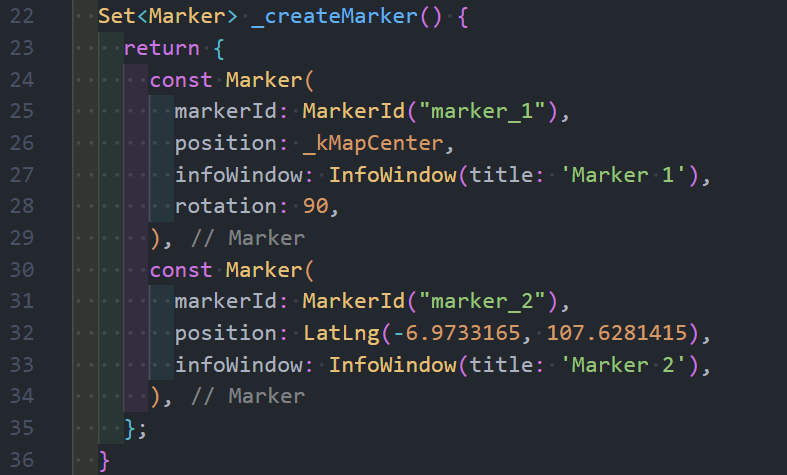 22 Set<Marker> _createMarker() {
23 return {
24 const Marker(
25 markerId: MarkerId("marker_1"),
26 position: _kMapCenter,
27 infoWindow: InfoWindow(title: 'Marker 1'),
28 rotation: 90,
29 ), // Marker
30 const Marker(
31 markerId: MarkerId("marker_2"),
32 position: LatLng(-6.9733165, 107.6281415),
33 infoWindow: InfoWindow(title: 'Marker 2'),
34 ), // Marker
35 };
36 }